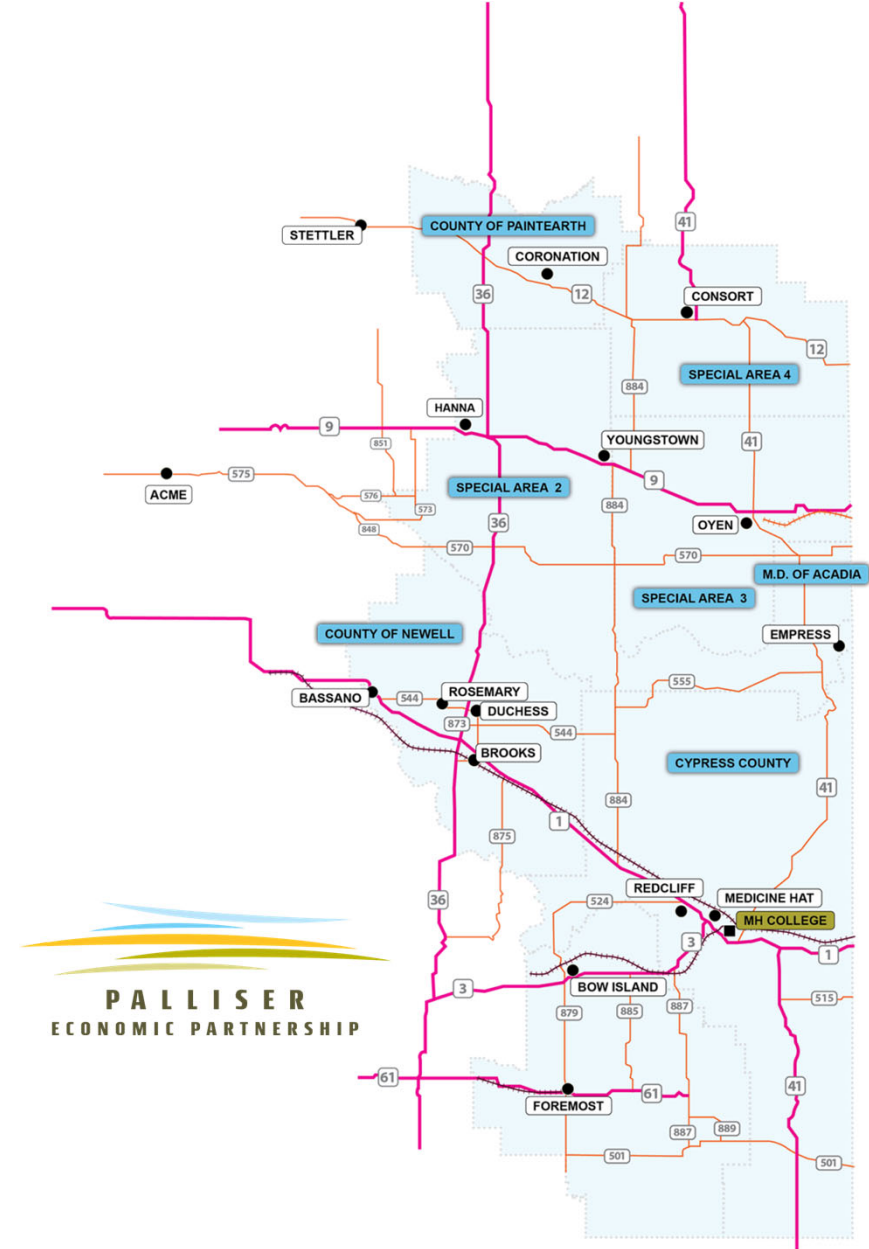 41
STETTLER
COUNTY OF PAINTEARTH
CORONATION
36
12
CONSORT
12
SPECIAL AREA 4
884
HANNA
9
851
YOUNGSTOWN
41
ACME
575
576
573
848
SPECIAL AREA  2
9
884
36
OYEN
570
570
M.D. OF ACADIA
SPECIAL AREA  3
COUNTY OF NEWELL
EMPRESS
555
BASSANO
544
ROSEMARY
DUCHESS
873
544
BROOKS
CYPRESS COUNTY
41
884
1
875
REDCLIFF
MEDICINE HAT
36
524
MH COLLEGE
3
1
BOW ISLAND
3
887
515
879
885
PALLISER
ECONOMIC PARTNERSHIP
61
61
41
FOREMOST
887
889
501
501